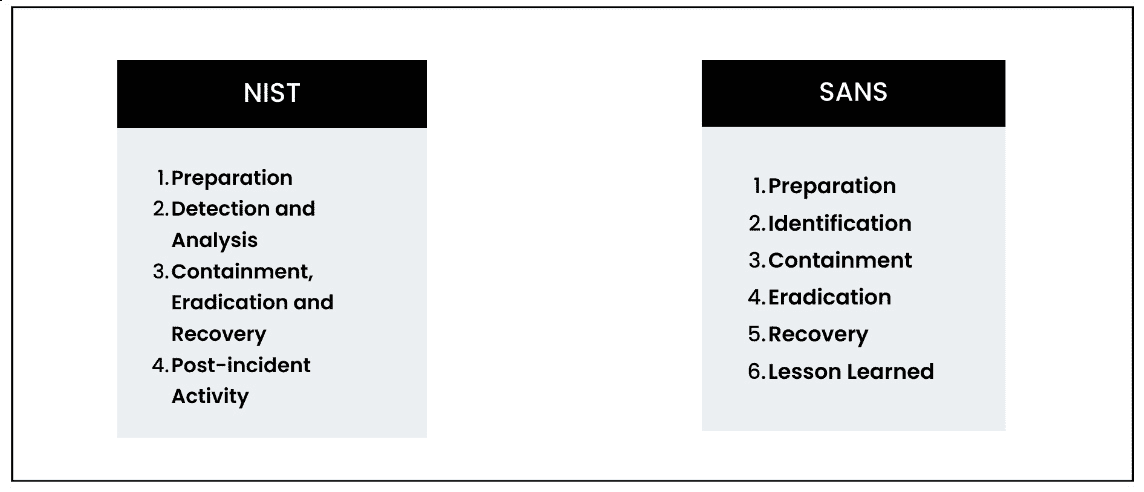 NIST
1.Preparation
2.Detection and
Analysis
3.Containment,
Eradication and
Recovery
4.Post-incident
Activity
SANS
1.Preparation
2.Identification
3.Containment
4.Eradication
5.Recovery
6.Lesson Learned